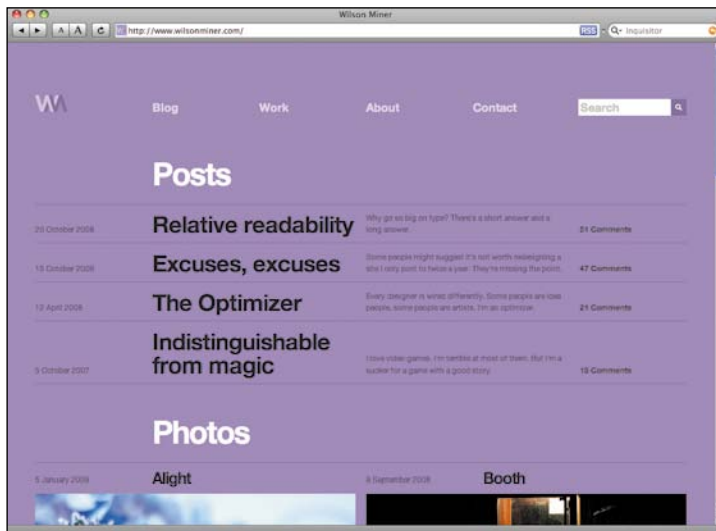 Wilson Miner
A A C http://www.wilsonminer.com/ RSS Q- Inquisitor
WM Blog Work About Contact Search
Posts
20 October 2008 Relative readability Why go so big on type? There's a short answer and a
long answer. 31 Comments
13 October 2008 Excuses, excuses Some people might suggest it's not worth redesigning a
site I only post to twice a year. They're missing the point. 47 Comments
12 April 2008 The Optimizer Every designer is wired differently. Some people are idea
people, some people are artists. I'm an optimizer. 21 Comments
Indistinguishable
from magic
5 October 2007 I love video games. I'm terrible at most of them. But I'm a
sucker for a game with a good story. 15 Comments
Photos
5 January 2009 Alight 8 September 2008 Booth